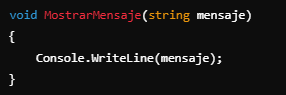 void MostrarMensaje(string mensaje)
{
    Console.WriteLine(mensaje);
}